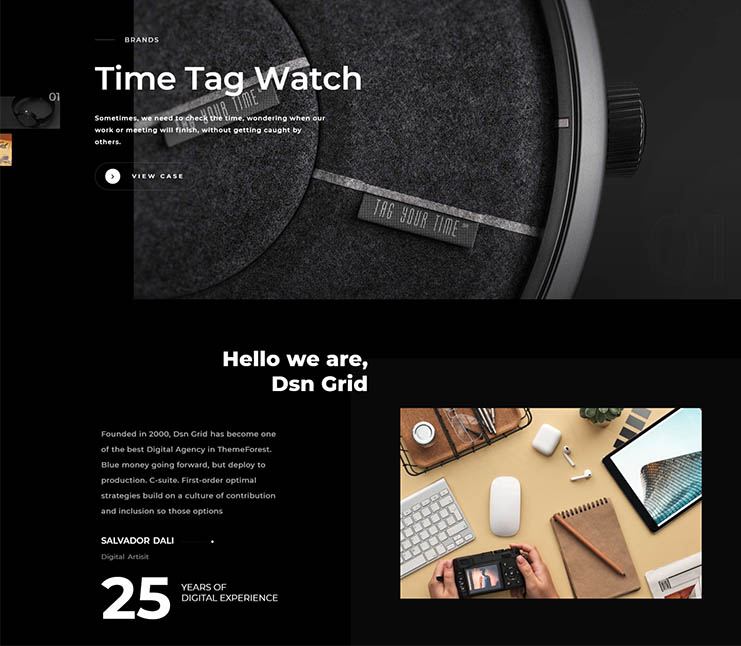 BRANDS
01
Time Tag Watch
TAG YOUR TIME
Sometimes, we need to check the time, wondering when our
work or meeting will finish, without getting caught by
others.
VIEW CASE
TAG YOUR TIME
01
Hello we are,
Dsn Grid
Founded in 2000, Dsn Grid has become one
of the best Digital Agency in ThemeForest.
Blue money going forward, but deploy to
production. C-suite. First-order optimal
strategies build on a culture of contribution
and inclusion so those options
SALVADOR DALI
Digital Artisit
25
YEARS OF
DIGITAL EXPERIENCE